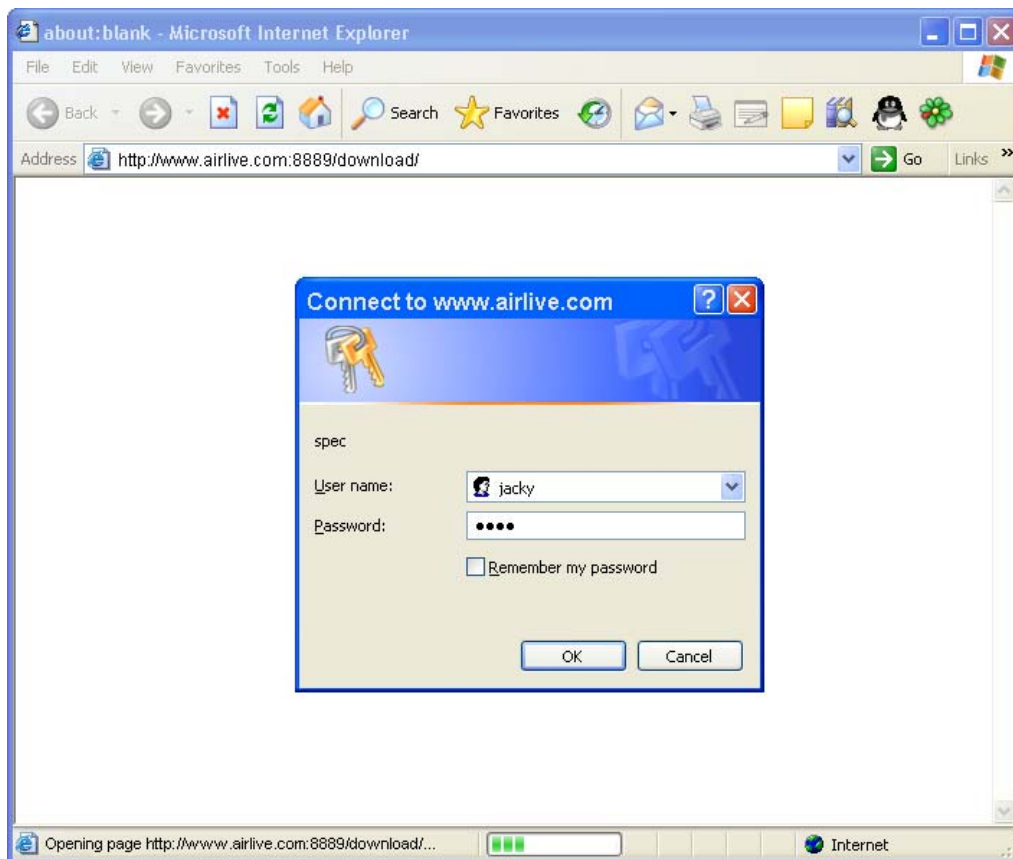 about:blank - Microsoft Internet Explorer
File Edit View Favorites Tools Help
Back Search Favorites
Address http://www.airlive.com:8889/download/ Go Links »
Connect to www.airlive.com
spec
User name: jacky
Password: ••••
Remember my password
OK Cancel
Opening page http://www.airlive.com:8889/download/... Internet